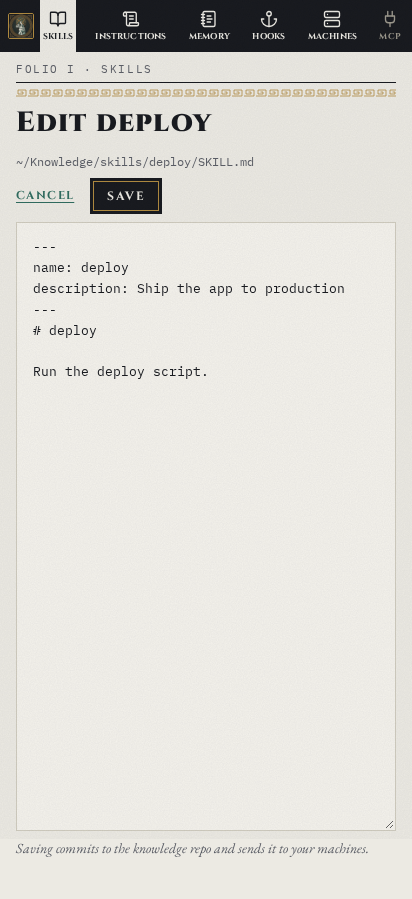 SKILLS
INSTRUCTIONS
MEMORY
HOOKS
MACHINES
MCP
FOLIO I · SKILLS
EDIT DEPLOY
~/Knowledge/skills/deploy/SKILL.md
CANCEL
SAVE
---
name: deploy
description: Ship the app to production
---
# deploy
Run the deploy script.
Saving commits to the knowledge repo and sends it to your machines.